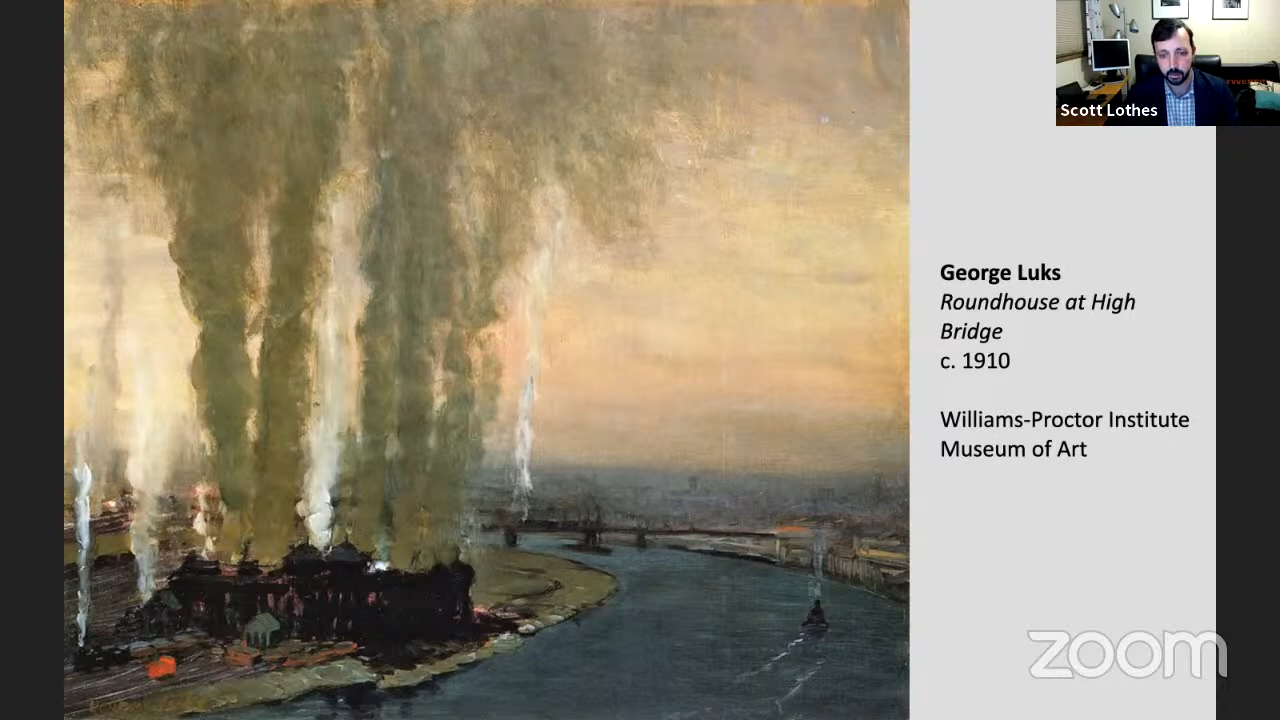 Scott Lothes
George Luks
Roundhouse at High
Bridge
c. 1910
Williams-Proctor Institute
Museum of Art
zoom